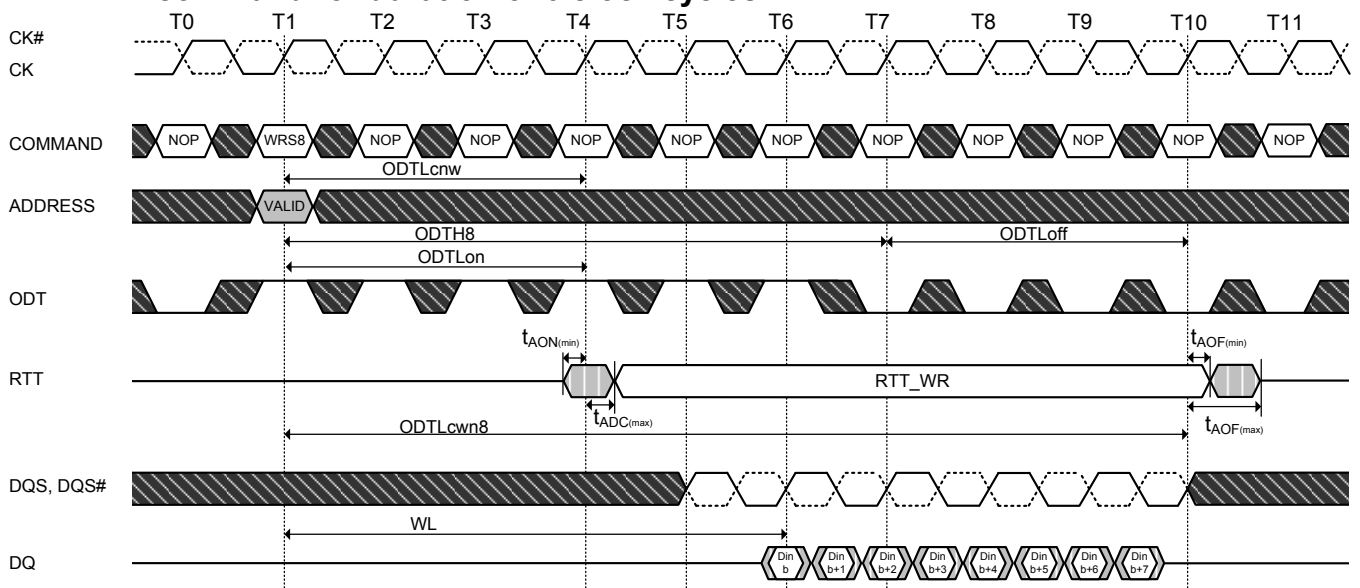 T0 T1 T2 T3 T4 T5 T6 T7 T8 T9 T10 T11
CK#
CK
COMMAND NOP WRS8 NOP NOP NOP NOP NOP NOP NOP NOP NOP NOP
ODTLcnw
ADDRESS VALID
ODTH8 ODTLoff
ODTLon
ODT
tAON(min) tAOF(min)
RTT RTT_WR
tADC(max) tAOF(max)
ODTLcwn8
DQS, DQS#
WL
DQ Din b Din b+1 Din b+2 Din b+3 Din b+4 Din b+5 Din b+6 Din b+7